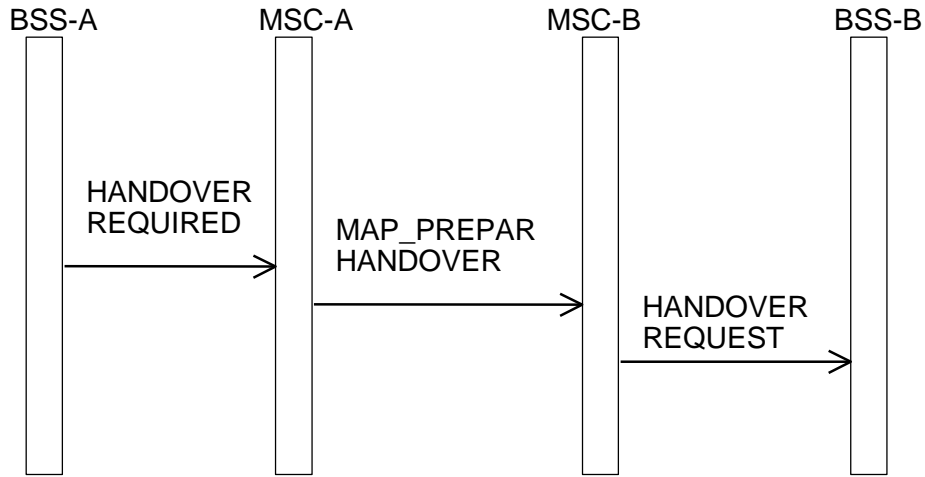 BSS-A MSC-A MSC-B BSS-B
HANDOVER
REQUIRED
MAP_PREPAR
HANDOVER
HANDOVER
REQUEST